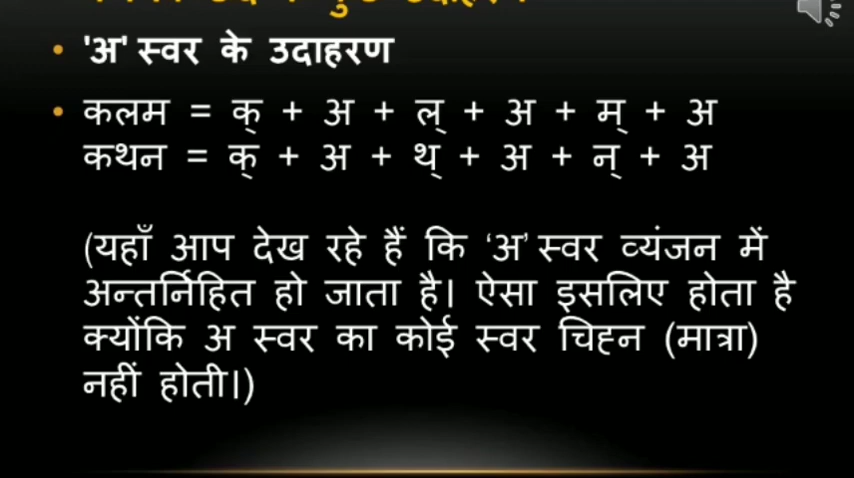 'अ' स्वर के उदाहरण
कलम = क् + अ + ल् + अ + म् + अ
कथन = क् + अ + थ् + अ + न् + अ
(यहाँ आप देख रहे हैं कि ‘अ’ स्वर व्यंजन में
अन्तर्निहित हो जाता है। ऐसा इसलिए होता है
क्योंकि अ स्वर का कोई स्वर चिह्न (मात्रा)
नहीं होती।)